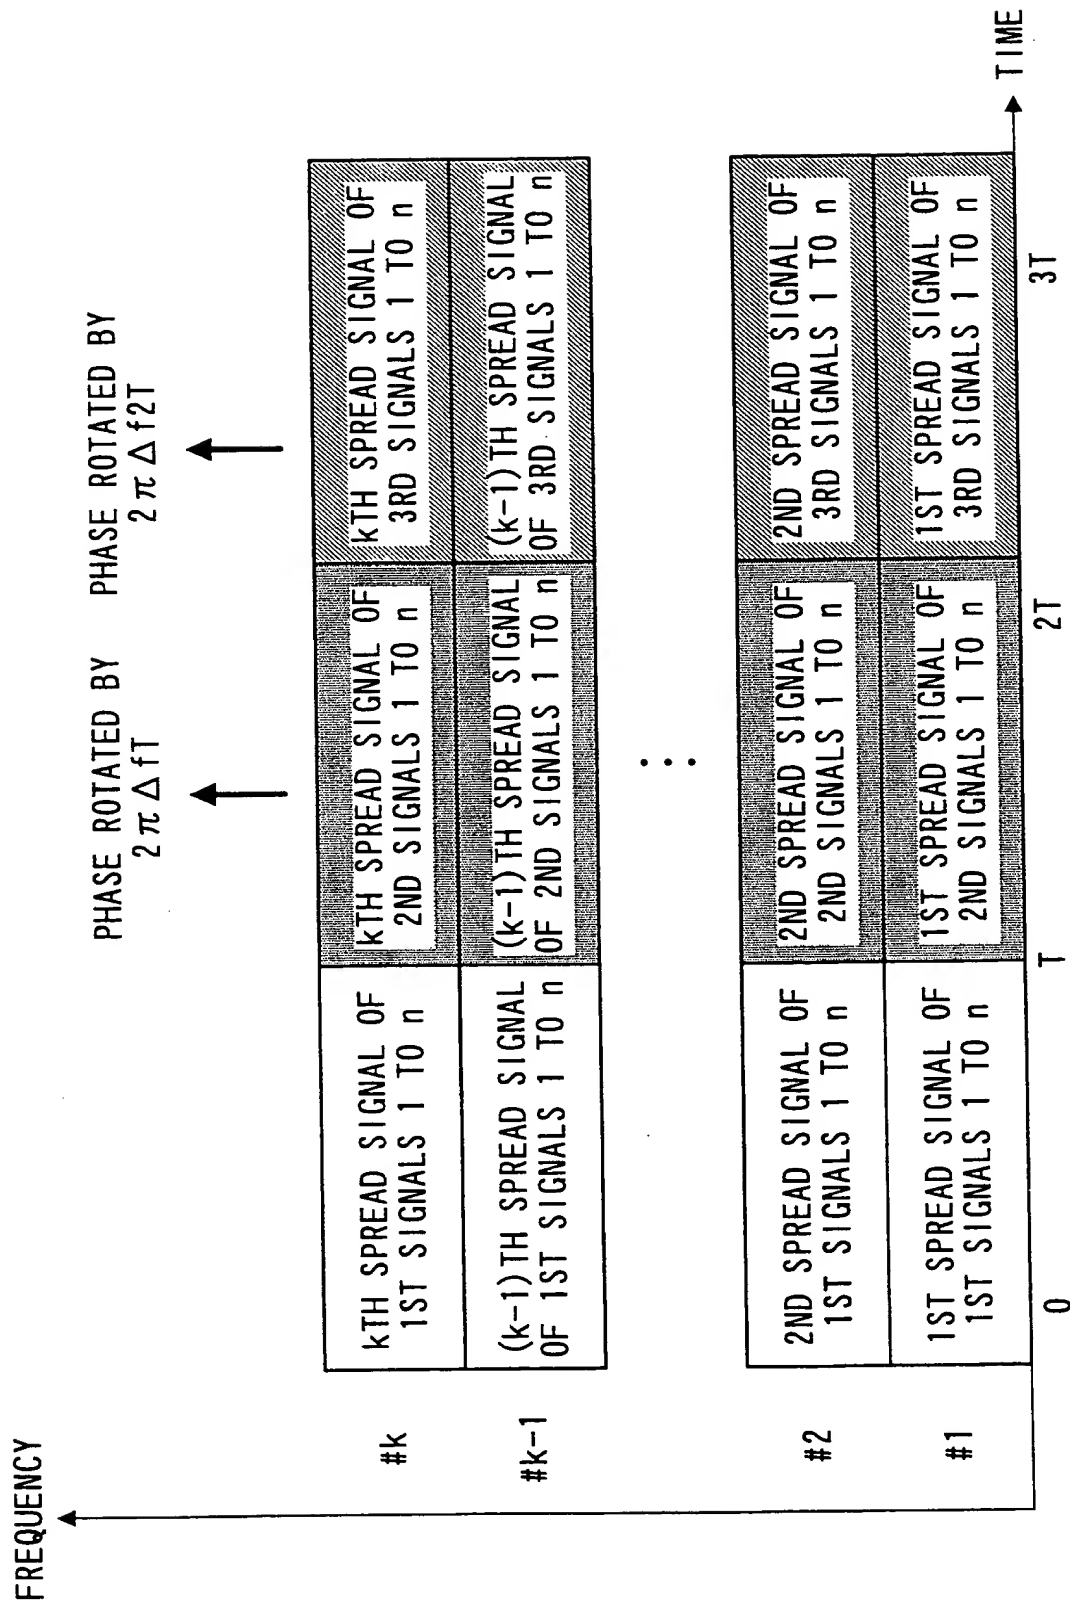 FREQUENCY
PHASE ROTATED BY
2πΔfT
PHASE ROTATED BY
2πΔf2T
#k
kTH SPREAD SIGNAL OF
1ST SIGNALS 1 TO n
kTH SPREAD SIGNAL OF
2ND SIGNALS 1 TO n
kTH SPREAD SIGNAL OF
3RD SIGNALS 1 TO n
#k-1
(k-1)TH SPREAD SIGNAL
OF 1ST SIGNALS 1 TO n
(k-1)TH SPREAD SIGNAL
OF 2ND SIGNALS 1 TO n
(k-1)TH SPREAD SIGNAL
OF 3RD SIGNALS 1 TO n
...
#2
2ND SPREAD SIGNAL OF
1ST SIGNALS 1 TO n
2ND SPREAD SIGNAL OF
2ND SIGNALS 1 TO n
2ND SPREAD SIGNAL OF
3RD SIGNALS 1 TO n
#1
1ST SPREAD SIGNAL OF
1ST SIGNALS 1 TO n
1ST SPREAD SIGNAL OF
2ND SIGNALS 1 TO n
1ST SPREAD SIGNAL OF
3RD SIGNALS 1 TO n
0
T
2T
3T
TIME